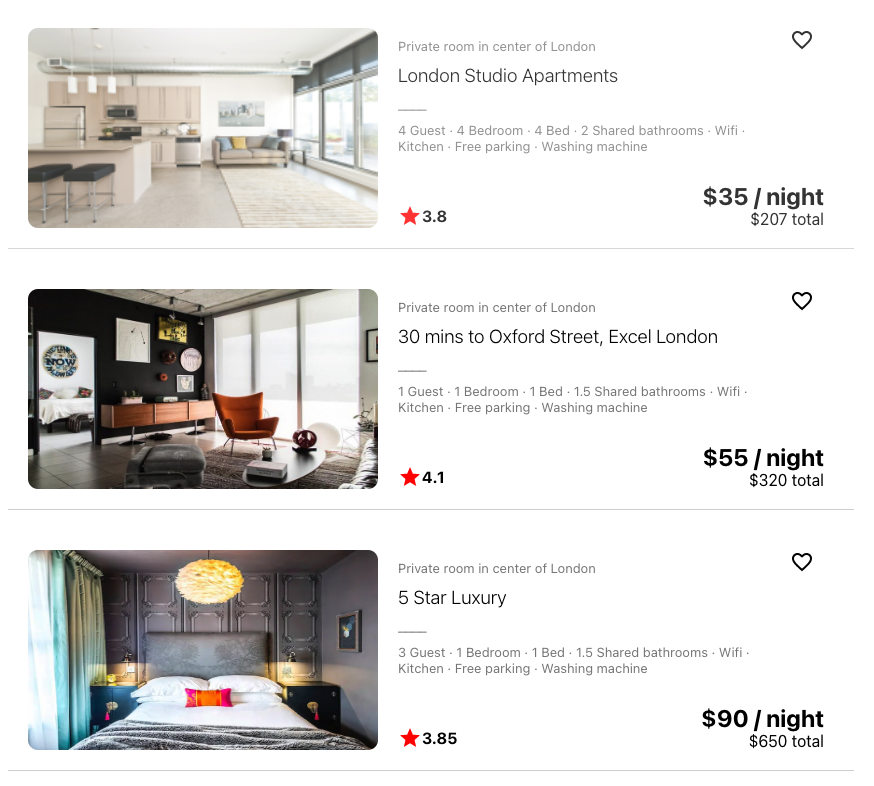 Private room in center of London
London Studio Apartments
4 Guest · 4 Bedroom · 4 Bed · 2 Shared bathrooms · Wifi ·
Kitchen · Free parking · Washing machine
$35 / night
3.8
$207 total
Private room in center of London
30 mins to Oxford Street, Excel London
NOW
1 Guest · 1 Bedroom · 1 Bed · 1.5 Shared bathrooms · Wifi ·
Kitchen · Free parking · Washing machine
$55 / night
4.1
$320 total
Private room in center of London
5 Star Luxury
3 Guest · 1 Bedroom · 1 Bed · 1.5 Shared bathrooms · Wifi ·
Kitchen · Free parking · Washing machine
$90 / night
3.85
$650 total